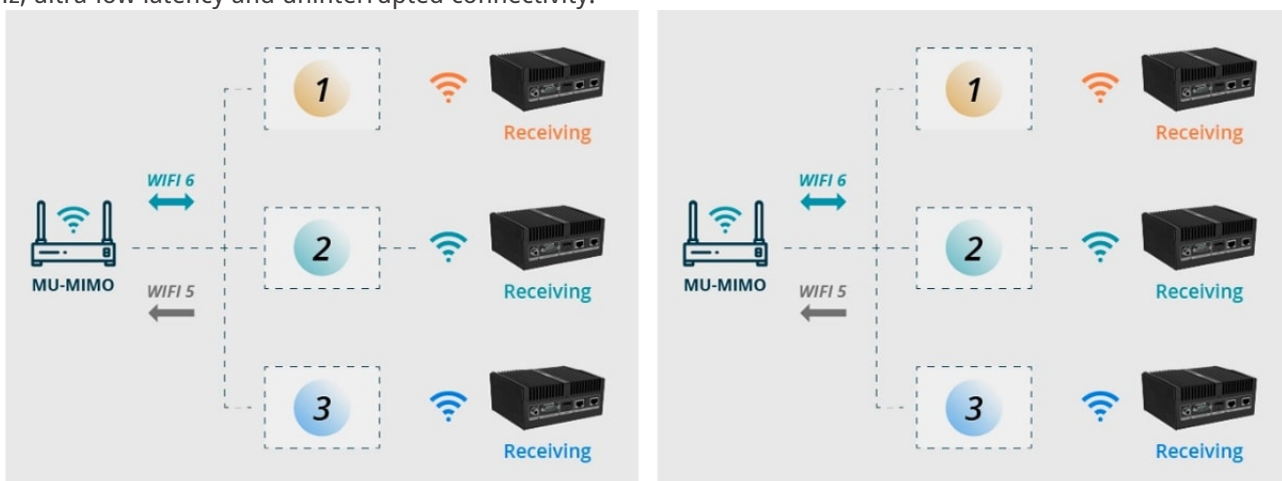 ultra low latency and uninterrupted connectivity.
1
Receiving
WIFI 6
2
MU-MIMO
Receiving
WIFI 5
3
Receiving
1
Receiving
WIFI 6
2
MU-MIMO
Receiving
WIFI 5
3
Receiving